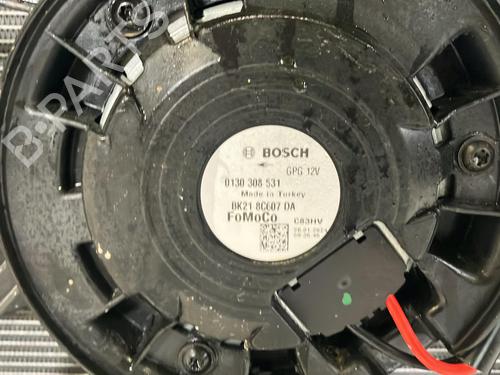 B-PARTS
BOSCH
GPG 12V
0130 308 531
Made in Turkey
BK21 8C607 DA
FoMoCo
C83HV